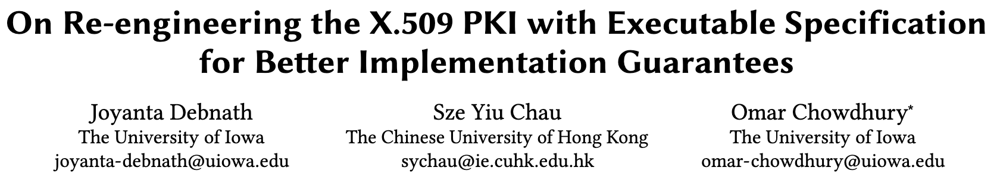 On Re-engineering the X.509 PKI with Executable Specification
for Better Implementation Guarantees
Joyanta Debnath
The University of Iowa
joyanta-debnath@uiowa.edu
Sze Yiu Chau
The Chinese University of Hong Kong
sychau@ie.cuhk.edu.hk
Omar Chowdhury*
The University of Iowa
omar-chowdhury@uiowa.edu